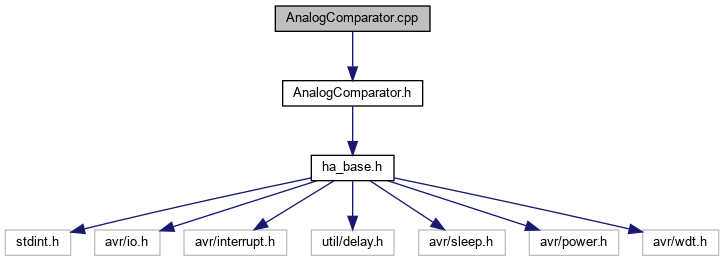 AnalogComparator.cpp
AnalogComparator.h
ha_base.h
stdint.h
avr/io.h
avr/interrupt.h
util/delay.h
avr/sleep.h
avr/power.h
avr/wdt.h